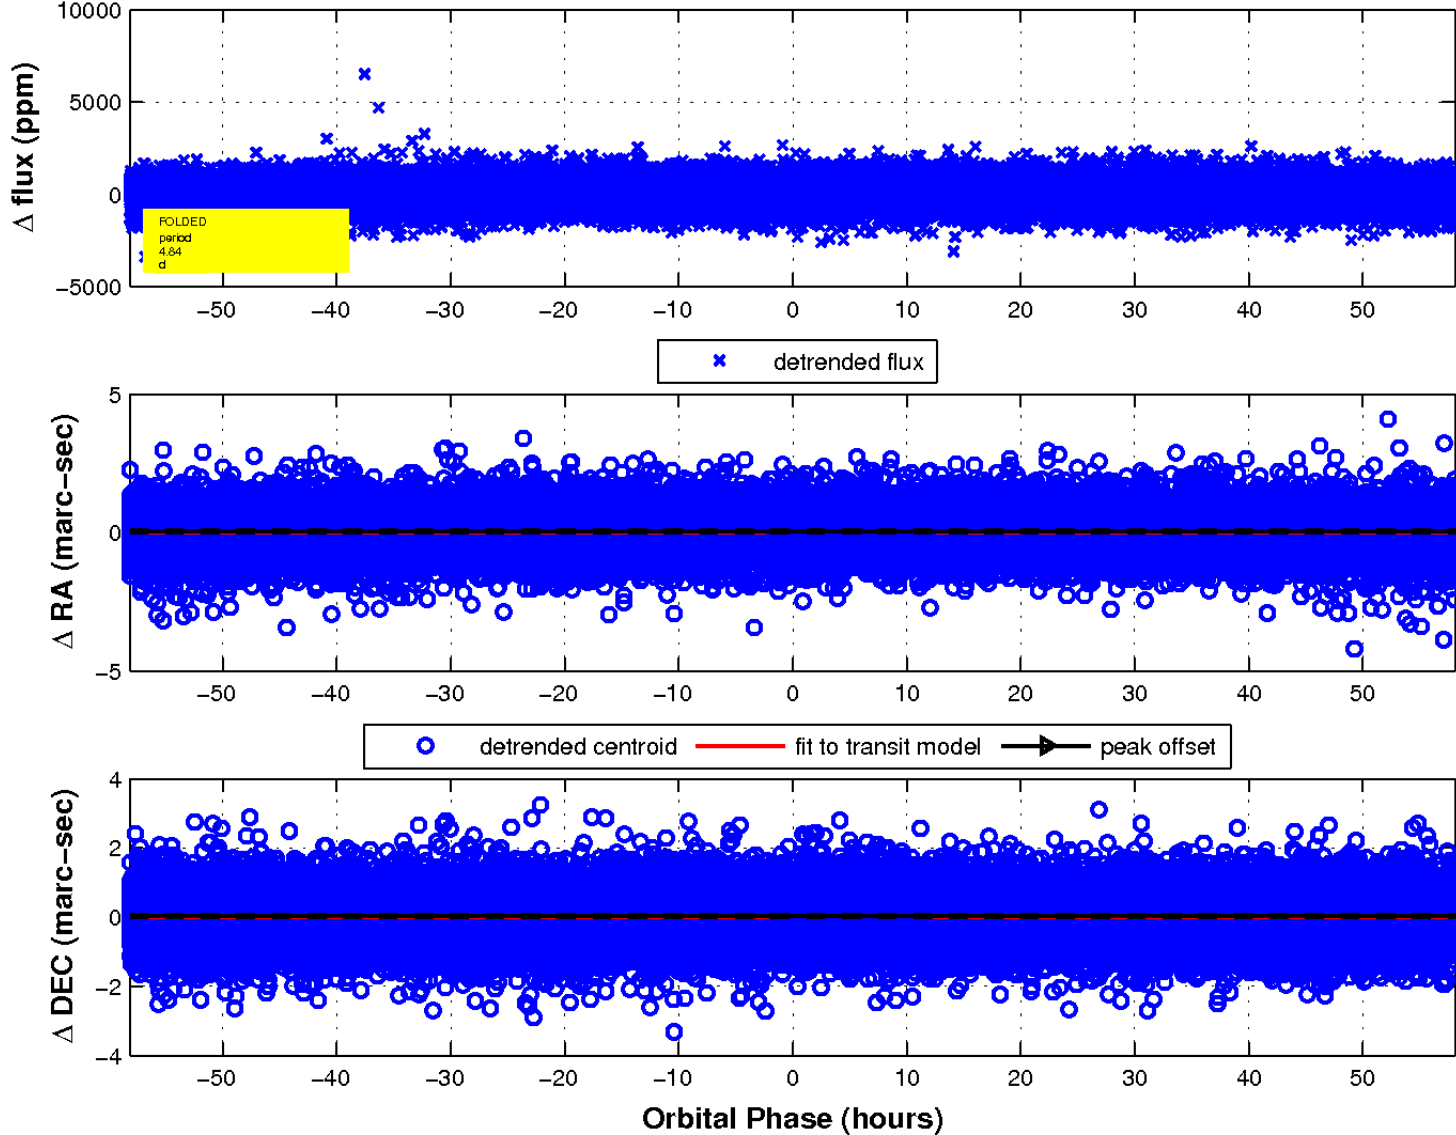 10000
5000
0
−5000
Δ flux (ppm)
FOLDED
period
4.84
d
−50 −40 −30 −20 −10 0 10 20 30 40 50
detrended flux
5
0
−5
Δ RA (marc−sec)
−50 −40 −30 −20 −10 0 10 20 30 40 50
detrended centroid fit to transit model peak offset
4
2
0
−2
−4
Δ DEC (marc−sec)
−50 −40 −30 −20 −10 0 10 20 30 40 50
Orbital Phase (hours)